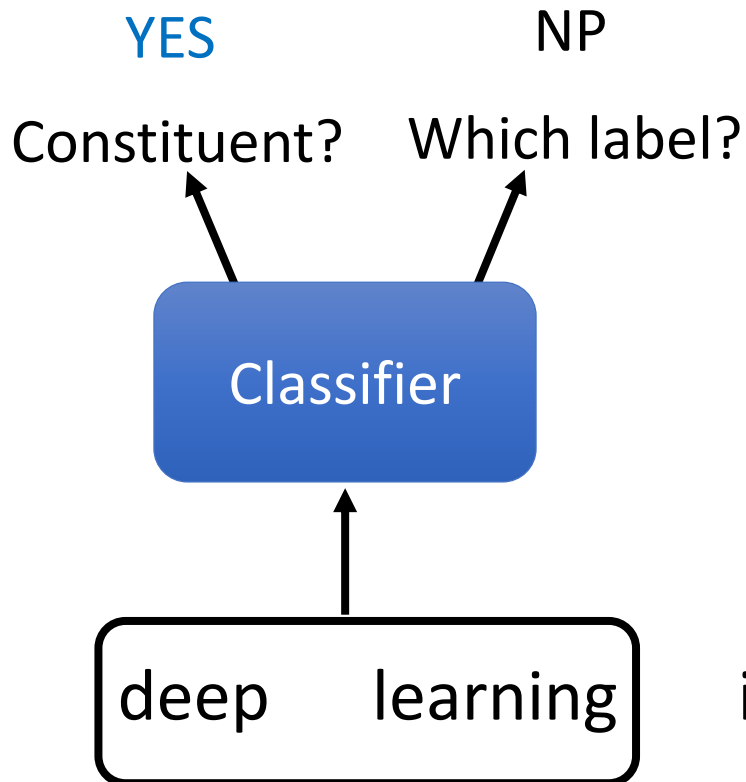 YES NP
Constituent? Which label?
Classifier
deep learning